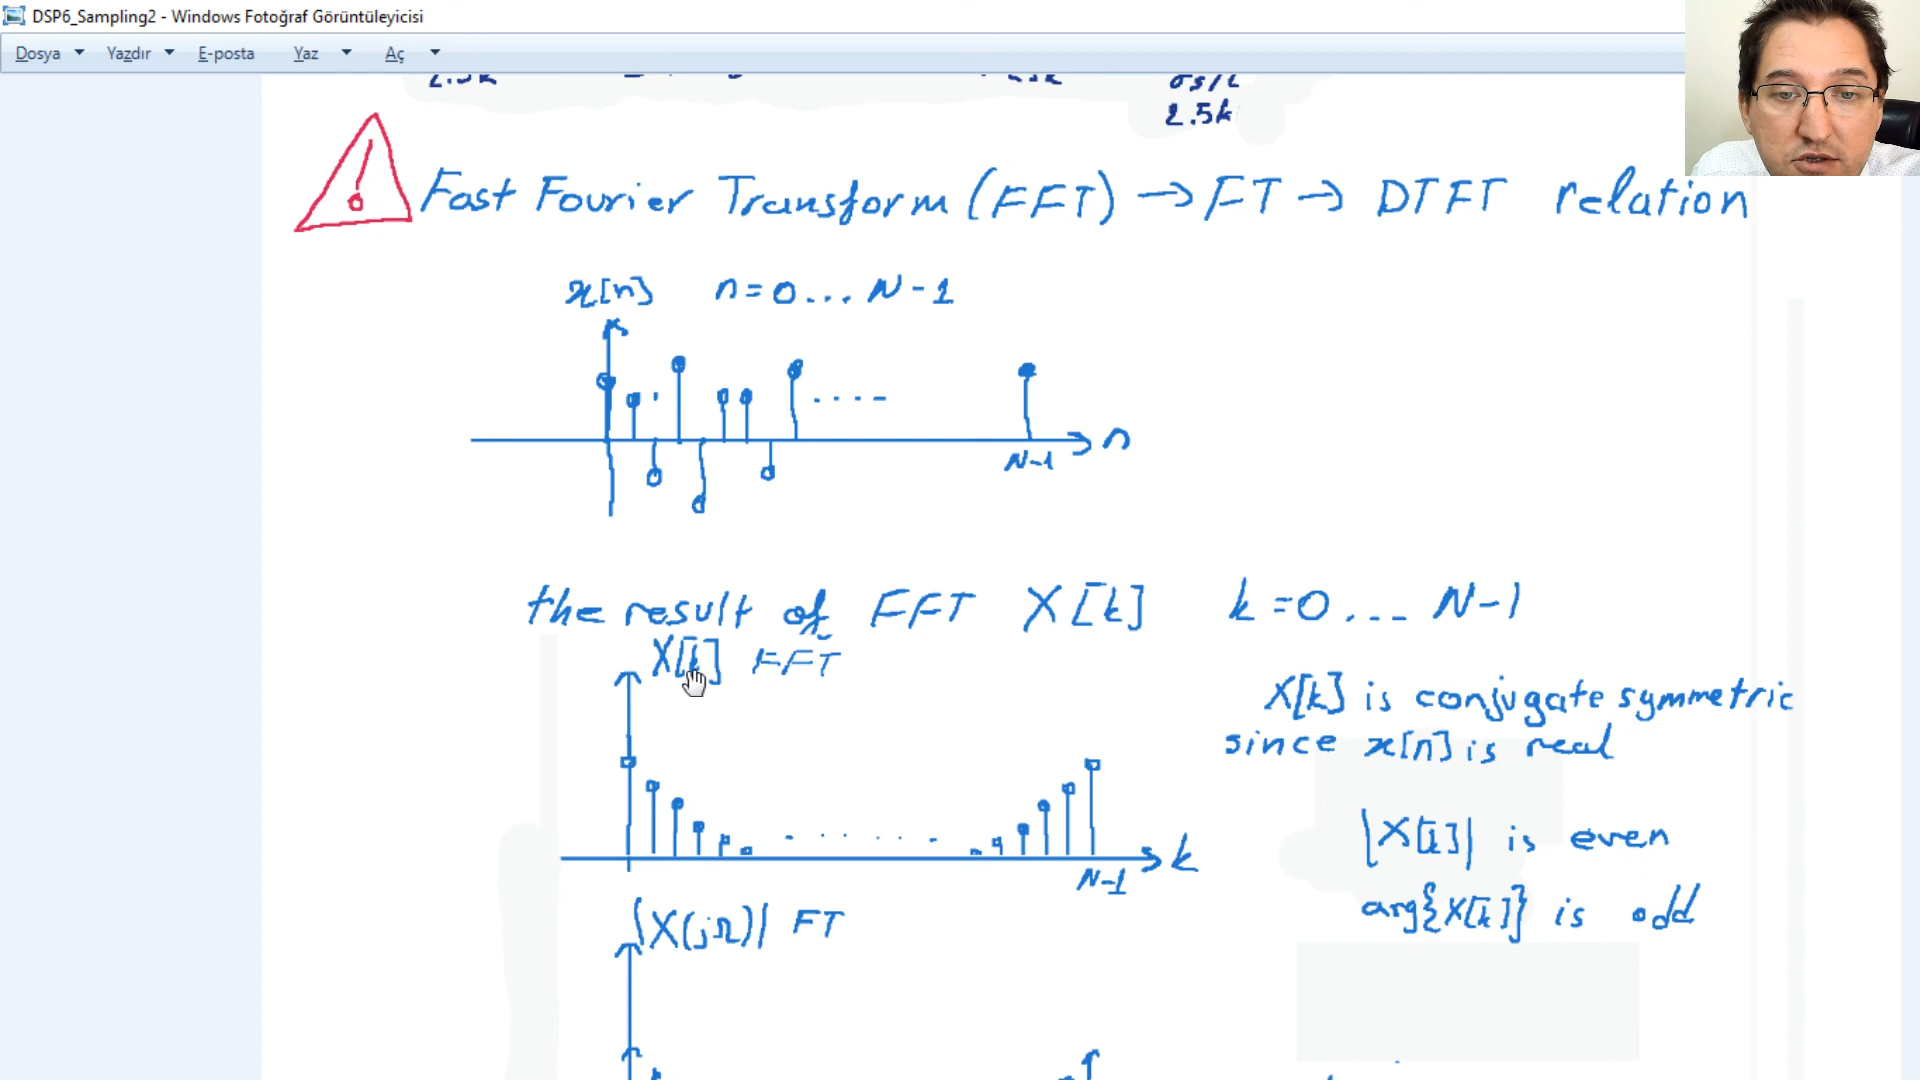 DSP6_Sampling2 - Windows Fotoğraf Görüntüleyicisi
Dosya Yazdır E-posta Yaz Aç
2.5k
Fast Fourier Transform (FFT) → FT → DTFT relation
x[n] n=0... N-1
n
N-1
the result of FFT X[k] k=0... N-1
X[k] FFT
X[k] is conjugate symmetric
since x[n] is real
|X[k]| is even
k
N-1
arg{X[k]} is odd
|X(jΩ)| FT